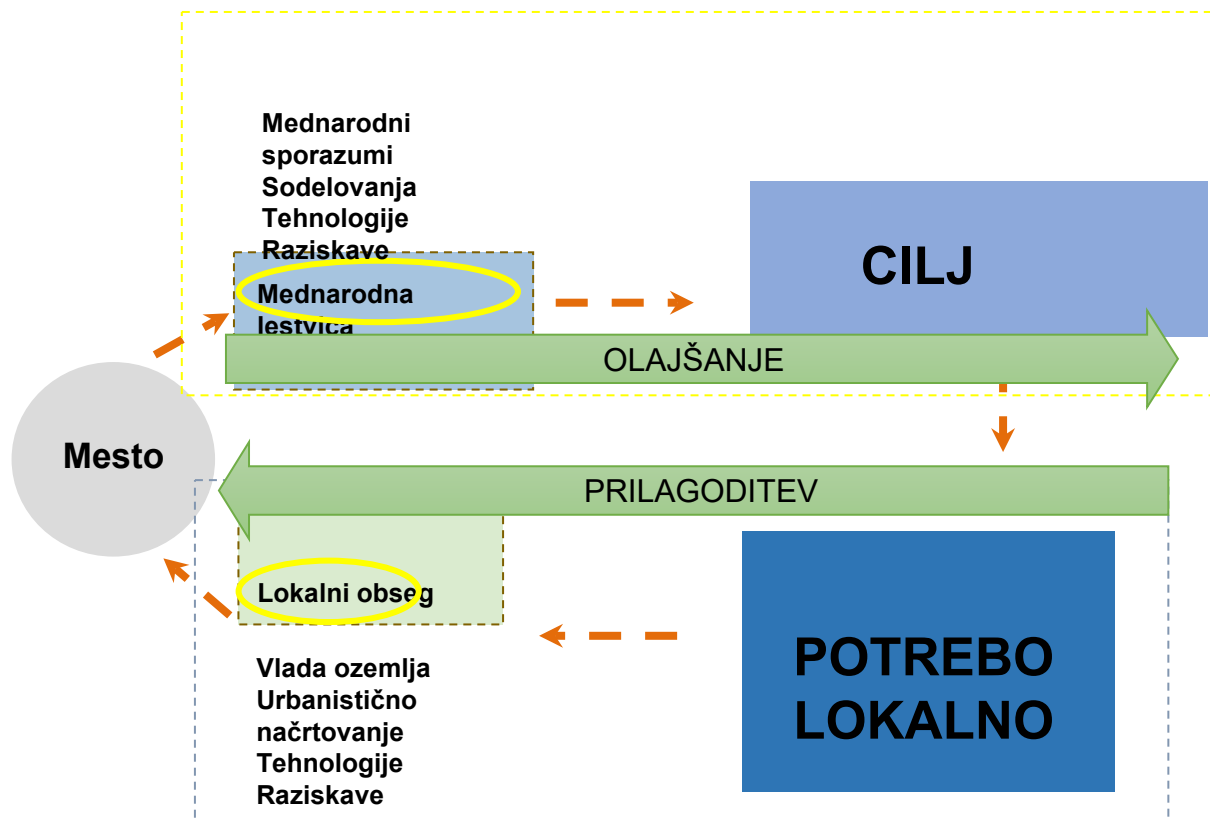 Mednarodni
sporazumi
Sodelovanja
Tehnologije
Raziskave
Mednarodna
lestvica
CILJ
OLAJŠANJE
Mesto
PRILAGODITEV
Lokalni obseg
Vlada ozemlja
Urbanistično
načrtovanje
Tehnologije
Raziskave
POTREBO
LOKALNO